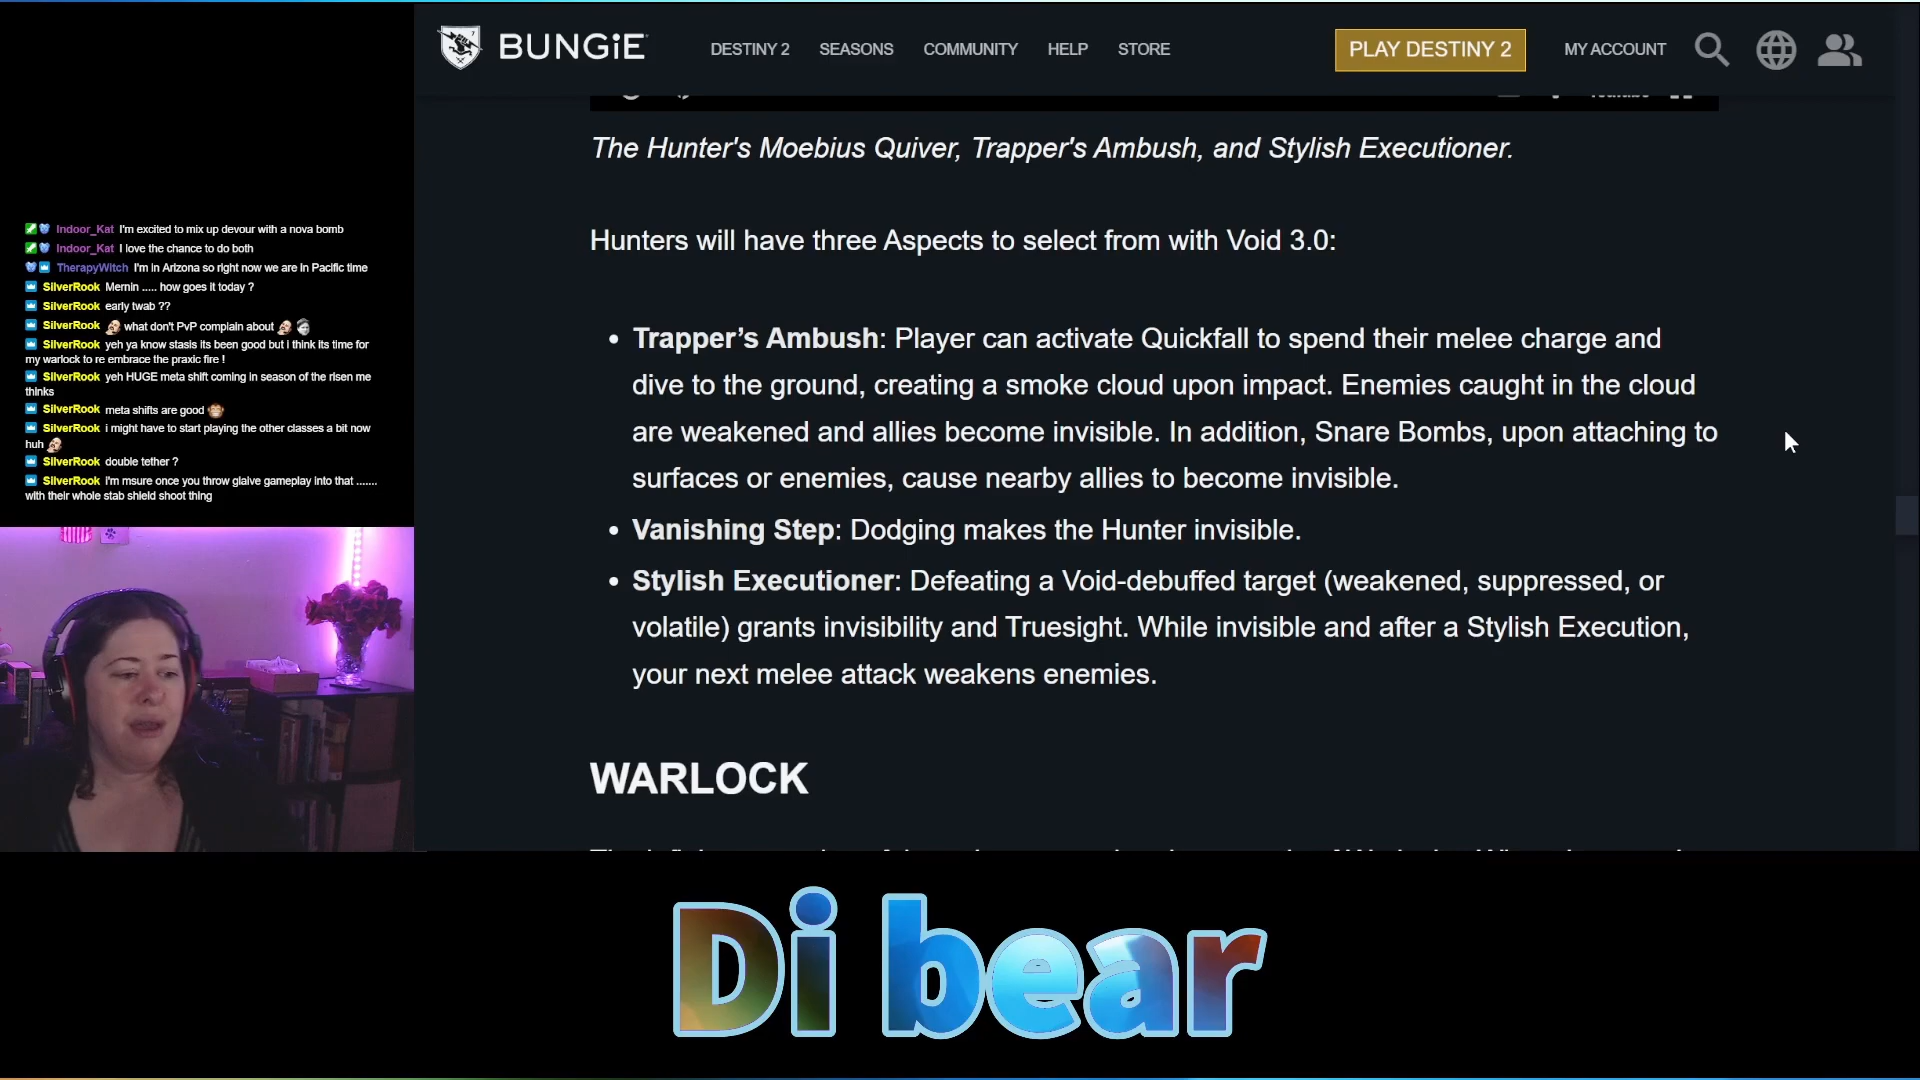 BUNGiE
DESTINY 2
SEASONS
COMMUNITY
HELP
STORE
PLAY DESTINY 2
MY ACCOUNT
The Hunter's Moebius Quiver, Trapper's Ambush, and Stylish Executioner.
Hunters will have three Aspects to select from with Void 3.0:
• Trapper’s Ambush: Player can activate Quickfall to spend their melee charge and
dive to the ground, creating a smoke cloud upon impact. Enemies caught in the cloud
are weakened and allies become invisible. In addition, Snare Bombs, upon attaching to
surfaces or enemies, cause nearby allies to become invisible.
• Vanishing Step: Dodging makes the Hunter invisible.
• Stylish Executioner: Defeating a Void-debuffed target (weakened, suppressed, or
volatile) grants invisibility and Truesight. While invisible and after a Stylish Execution,
your next melee attack weakens enemies.
WARLOCK
Indoor_Kat I'm excited to mix up devour with a nova bomb
Indoor_Kat I love the chance to do both
TherapyWitch I'm in Arizona so right now we are in Pacific time
SilverRook Mernin ..... how goes it today ?
SilverRook early twab ??
SilverRook what don't PvP complain about
SilverRook yeh ya know stasis its been good but i think its time for
my warlock to re embrace the praxic fire !
SilverRook yeh HUGE meta shift coming in season of the risen me
thinks
SilverRook meta shifts are good
SilverRook i might have to start playing the other classes a bit now
huh
SilverRook double tether ?
SilverRook I'm msure once you throw glaive gameplay into that .......
with their whole stab shield shoot thing
Di bear